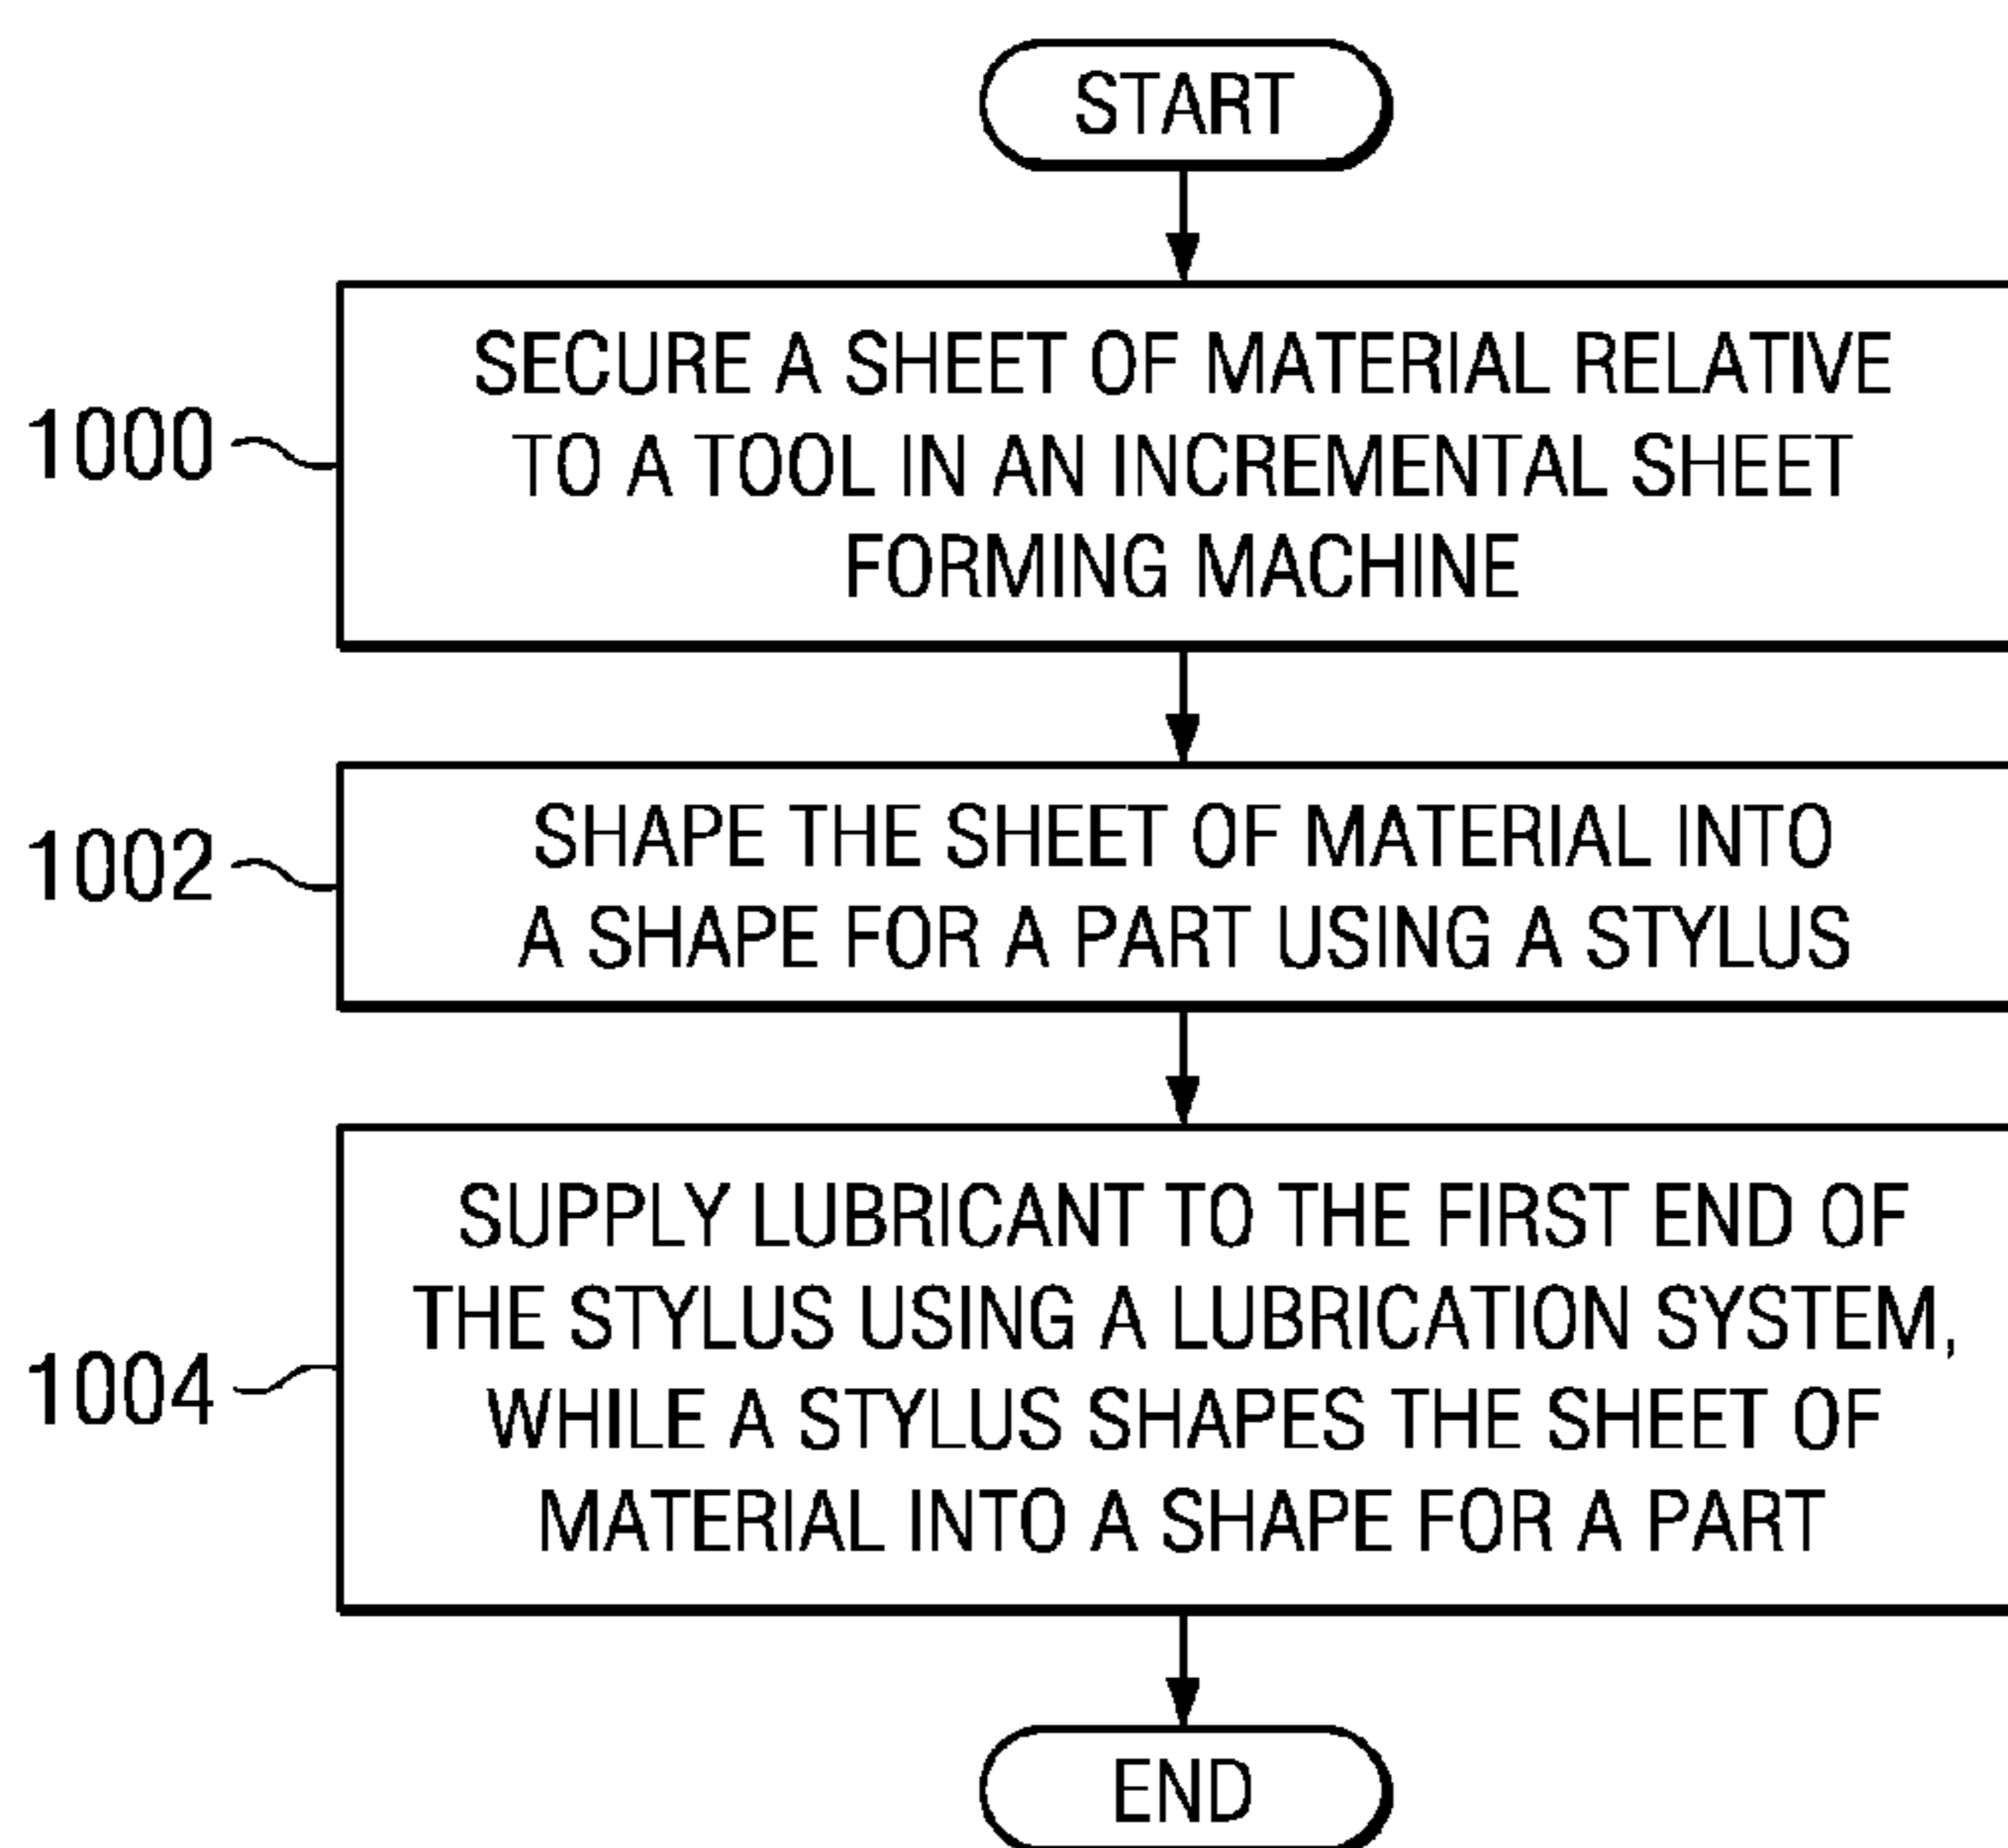 START
1000
SECURE A SHEET OF MATERIAL RELATIVE
TO A TOOL IN AN INCREMENTAL SHEET
FORMING MACHINE
1002
SHAPE THE SHEET OF MATERIAL INTO
A SHAPE FOR A PART USING A STYLUS
1004
SUPPLY LUBRICANT TO THE FIRST END OF
THE STYLUS USING A LUBRICATION SYSTEM,
WHILE A STYLUS SHAPES THE SHEET OF
MATERIAL INTO A SHAPE FOR A PART
END